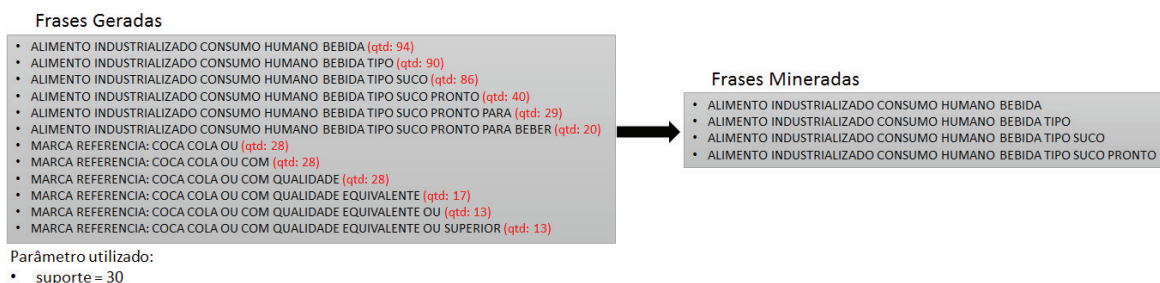 Frases Geradas
• ALIMENTO INDUSTRIALIZADO CONSUMO HUMANO BEBIDA (qtd: 94)
• ALIMENTO INDUSTRIALIZADO CONSUMO HUMANO BEBIDA TIPO (qtd: 90)
• ALIMENTO INDUSTRIALIZADO CONSUMO HUMANO BEBIDA TIPO SUCO (qtd: 86)
• ALIMENTO INDUSTRIALIZADO CONSUMO HUMANO BEBIDA TIPO SUCO PRONTO (qtd: 40)
• ALIMENTO INDUSTRIALIZADO CONSUMO HUMANO BEBIDA TIPO SUCO PRONTO PARA (qtd: 29)
• ALIMENTO INDUSTRIALIZADO CONSUMO HUMANO BEBIDA TIPO SUCO PRONTO PARA BEBER (qtd: 20)
• MARCA REFERENCIA: COCA COLA OU (qtd: 28)
• MARCA REFERENCIA: COCA COLA OU COM (qtd: 28)
• MARCA REFERENCIA: COCA COLA OU COM QUALIDADE (qtd: 28)
• MARCA REFERENCIA: COCA COLA OU COM QUALIDADE EQUIVALENTE (qtd: 17)
• MARCA REFERENCIA: COCA COLA OU COM QUALIDADE EQUIVALENTE OU (qtd: 13)
• MARCA REFERENCIA: COCA COLA OU COM QUALIDADE EQUIVALENTE OU SUPERIOR (qtd: 13)
Parâmetro utilizado:
• suporte = 30
Frases Mineradas
• ALIMENTO INDUSTRIALIZADO CONSUMO HUMANO BEBIDA
• ALIMENTO INDUSTRIALIZADO CONSUMO HUMANO BEBIDA TIPO
• ALIMENTO INDUSTRIALIZADO CONSUMO HUMANO BEBIDA TIPO SUCO
• ALIMENTO INDUSTRIALIZADO CONSUMO HUMANO BEBIDA TIPO SUCO PRONTO